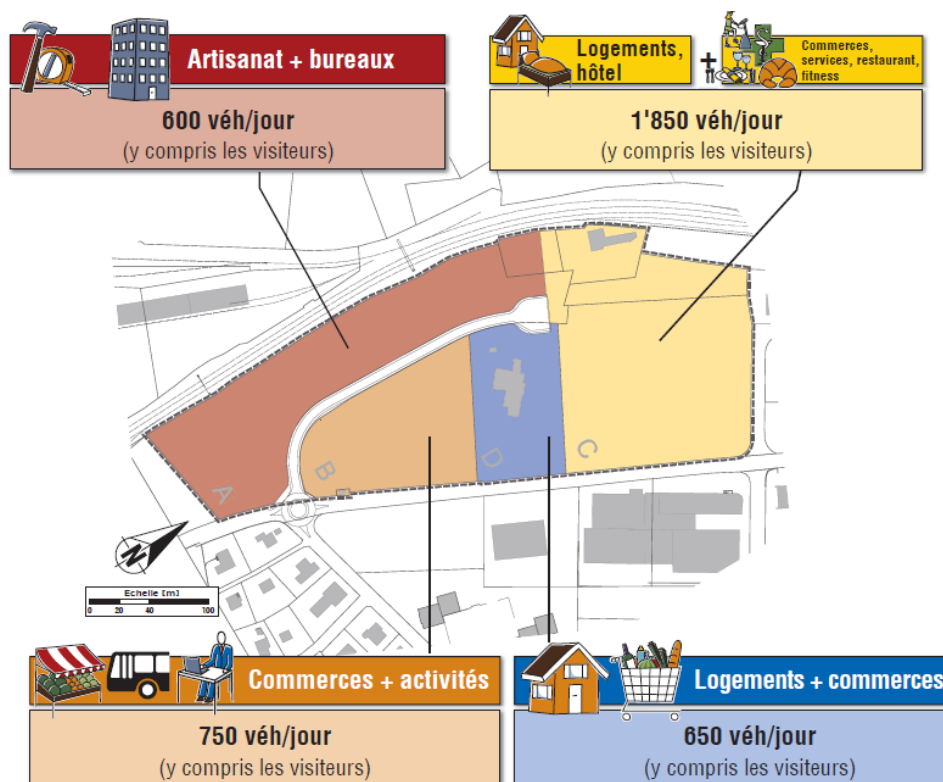 Artisanat + bureaux
600 véh/jour
(y compris les visiteurs)
Logements,
hôtel
+
Commerces,
services, restaurant,
fitness
1'850 véh/jour
(y compris les visiteurs)
A
B
D
C
N
Echelle [m]
0 20 40 100
Commerces + activités
750 véh/jour
(y compris les visiteurs)
Logements + commerces
650 véh/jour
(y compris les visiteurs)